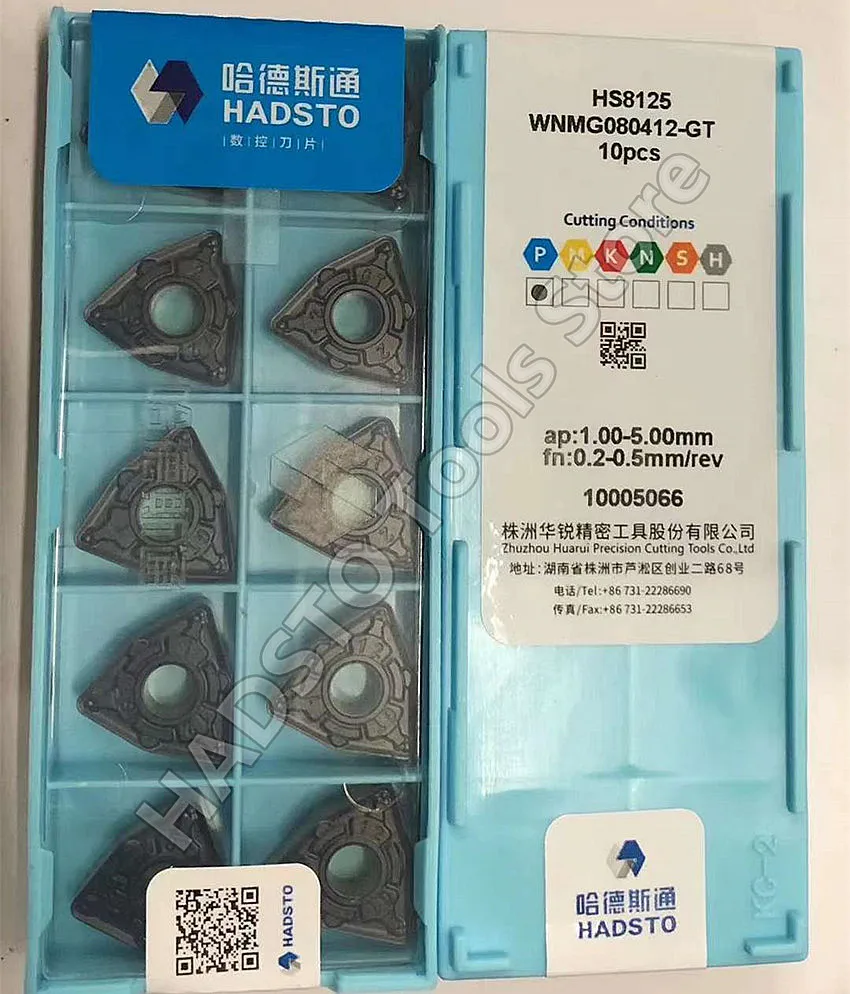 哈德斯通
HADSTO
数控刀片
HS8125
WNMG080412-GT
10pcs
Cutting Conditions
P M K N S H
ap:1.00-5.00mm
fn:0.2-0.5mm/rev
10005066
株洲华锐精密工具股份有限公司
Zhuzhou Huarui Precision Cutting Tools Co.,Ltd
地址:湖南省株洲市芦淞区创业二路68号
电话/Tel:+86 731-22286690
传真/Fax:+86 731-22286653
HADSTO Tools Store
HADSTO
哈德斯通
HADSTO
KG-2